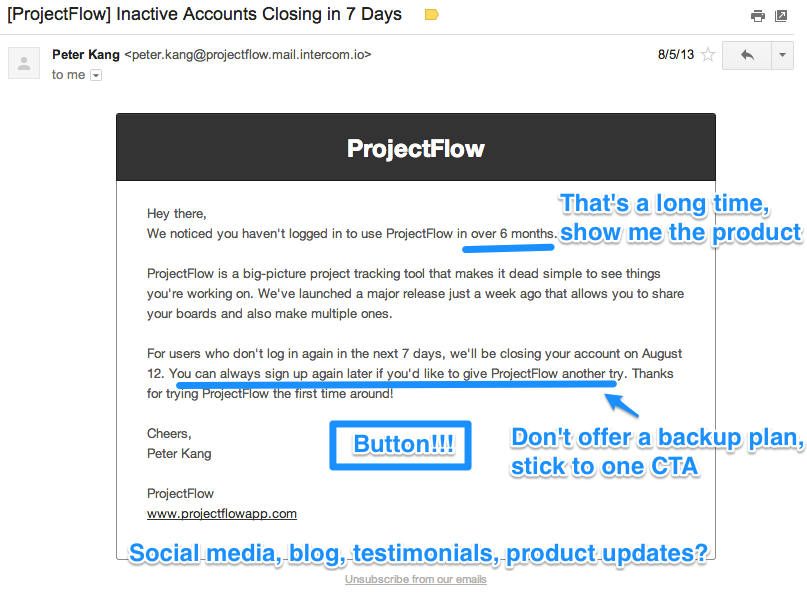 [ProjectFlow] Inactive Accounts Closing in 7 Days
Peter Kang <peter.kang@projectflow.mail.intercom.io>
8/5/13
to me
ProjectFlow
Hey there,
We noticed you haven't logged in to use ProjectFlow in over 6 months.
That's a long time,
show me the product
ProjectFlow is a big-picture project tracking tool that makes it dead simple to see things
you're working on. We've launched a major release just a week ago that allows you to share
your boards and also make multiple ones.
For users who don't log in again in the next 7 days, we'll be closing your account on August
12. You can always sign up again later if you'd like to give ProjectFlow another try. Thanks
for trying ProjectFlow the first time around!
Cheers,
Peter Kang
Button!!!
Don't offer a backup plan,
stick to one CTA
ProjectFlow
www.projectflowapp.com
Social media, blog, testimonials, product updates?
Unsubscribe from our emails